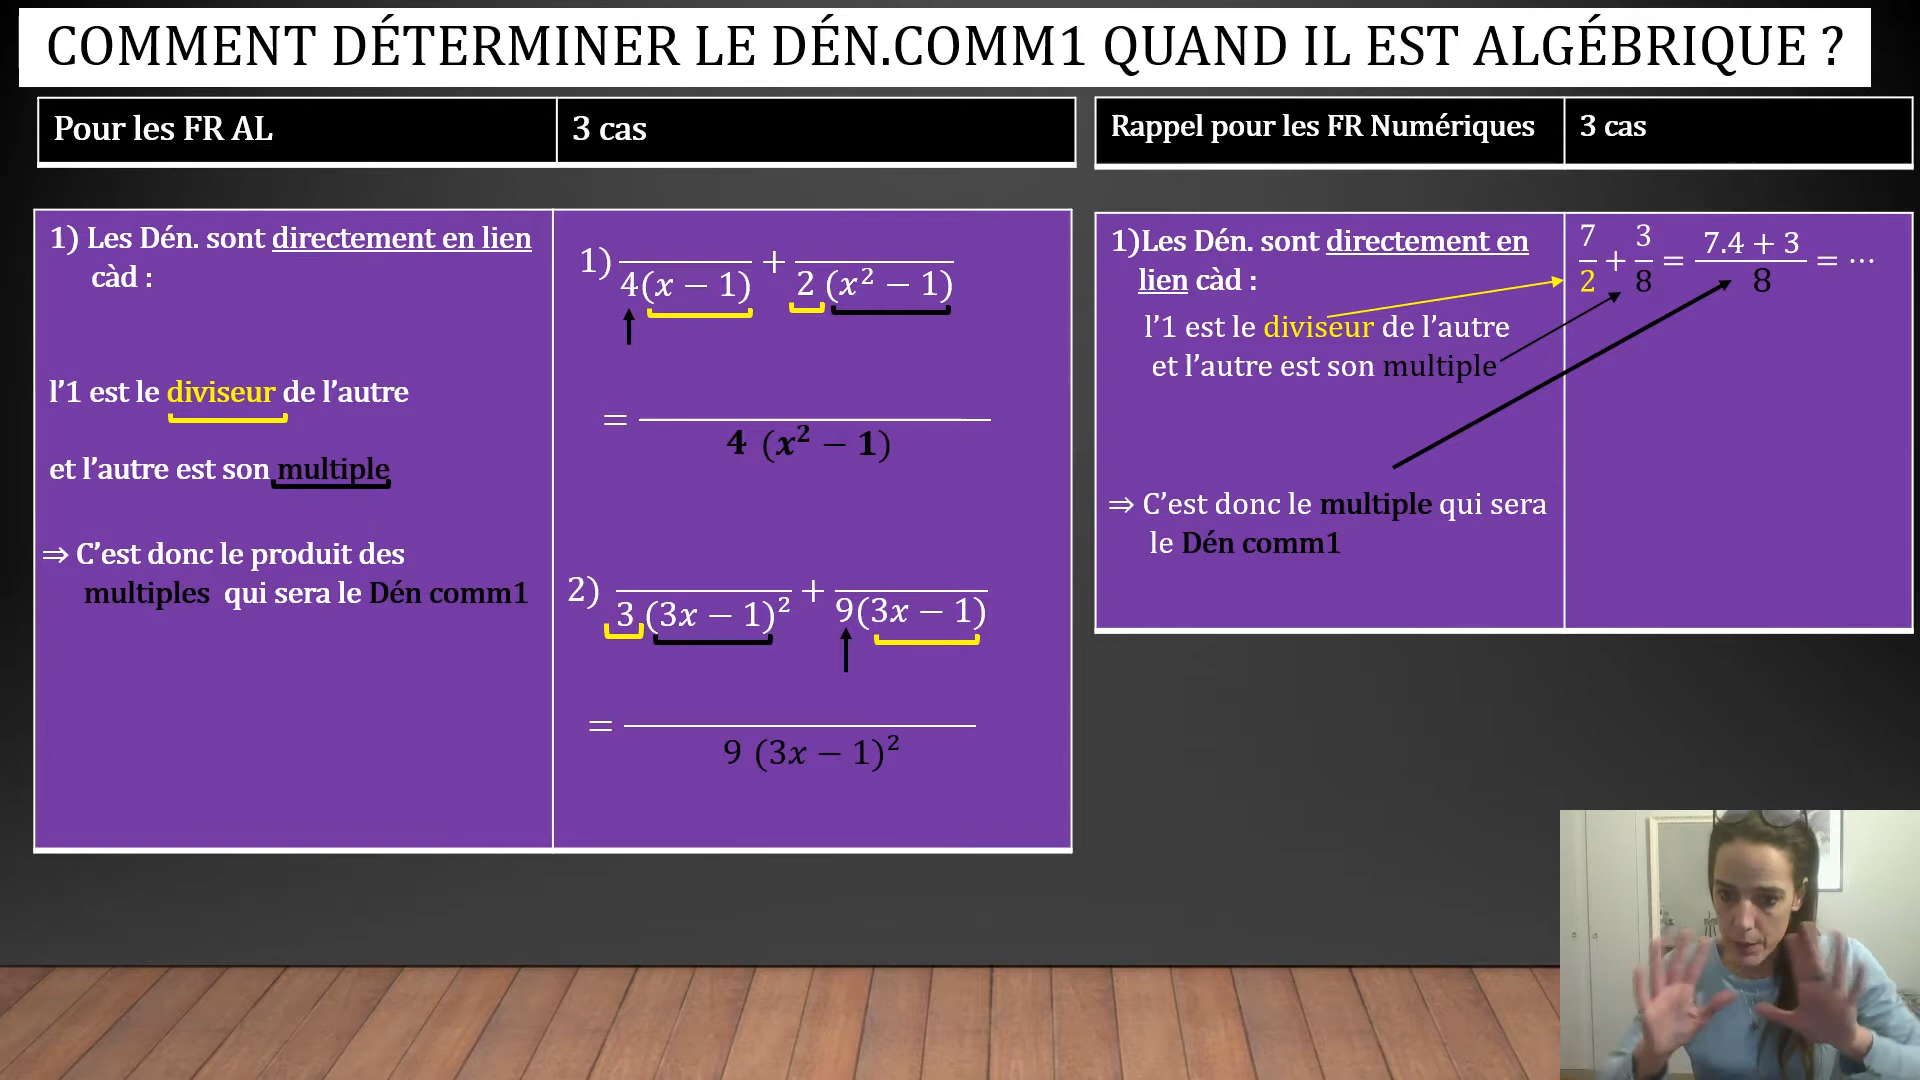 COMMENT DÉTERMINER LE DÉN.COMM1 QUAND IL EST ALGÉBRIQUE ?
Pour les FR AL
3 cas
1) Les Dén. sont directement en lien
càd :
l’1 est le diviseur de l’autre
et l’autre est son multiple
⇒ C’est donc le produit des
multiples qui sera le Dén comm1
1) ―/4(x − 1) + ―/2 (x² − 1)
= ―/4 (x² − 1)
2) ―/3 (3x − 1)² + ―/9(3x − 1)
= ―/9 (3x − 1)²
Rappel pour les FR Numériques
3 cas
1)Les Dén. sont directement en
lien càd :
l’1 est le diviseur de l’autre
et l’autre est son multiple
⇒ C’est donc le multiple qui sera
le Dén comm1
7/2 + 3/8 = (7.4 + 3)/8 = ⋯